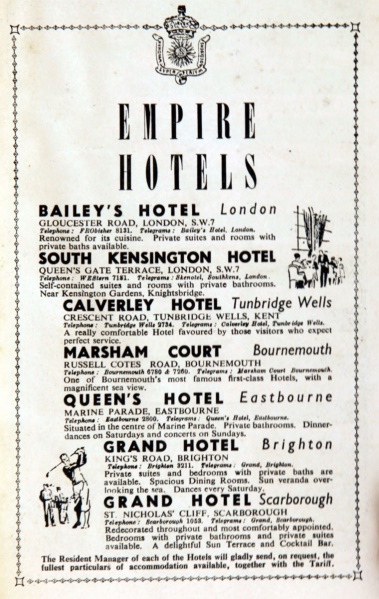 EMPIRE
HOTELS
BAILEY'S HOTEL London
GLOUCESTER ROAD, LONDON, S.W.7
Telephone : FRObisher 8131. Telegrams : Bailey's Hotel, London.
Renowned for its cuisine. Private suites and rooms with
private baths available.
SOUTH KENSINGTON HOTEL
QUEEN'S GATE TERRACE, LONDON, S.W.7
Telephone : WEStern 7181. Telegrams : Skenotel, Southkens, London.
Self-contained suites and rooms with private bathrooms.
Near Kensington Gardens, Knightsbridge.
CALVERLEY HOTEL Tunbridge Wells
CRESCENT ROAD, TUNBRIDGE WELLS, KENT
Telephone : Tunbridge Wells 2734. Telegrams : Calverley Hotel, Tunbridge Wells.
A really comfortable Hotel favoured by those visitors who expect
perfect service.
MARSHAM COURT Bournemouth
RUSSELL COTES ROAD, BOURNEMOUTH
Telephone : Bournemouth 6780 & 7260. Telegrams : Marsham Court Bournemouth.
One of Bournemouth's most famous first-class Hotels, with a
magnificent sea view.
QUEEN'S HOTEL Eastbourne
MARINE PARADE, EASTBOURNE
Telephone : Eastbourne 2800. Telegrams : Queen's Hotel, Eastbourne.
Situated in the centre of Marine Parade. Private bathrooms. Dinner-
dances on Saturdays and concerts on Sundays.
GRAND HOTEL Brighton
KING'S ROAD, BRIGHTON
Telephone : Brighton 3211. Telegrams : Grand, Brighton.
Private suites and bedrooms with private baths are
available. Spacious Dining Rooms. Sun veranda over-
looking the sea. Dances every Saturday.
GRAND HOTEL Scarborough
ST. NICHOLAS' CLIFF, SCARBOROUGH
Telephone : Scarborough 1053. Telegrams : Grand, Scarborough.
Redecorated throughout and most comfortably appointed.
Bedrooms with private bathrooms and private suites
available. A delightful Sun Terrace and Cocktail Bar.
The Resident Manager of each of the Hotels will gladly send, on request, the
fullest particulars of accommodation available, together with the Tariff.